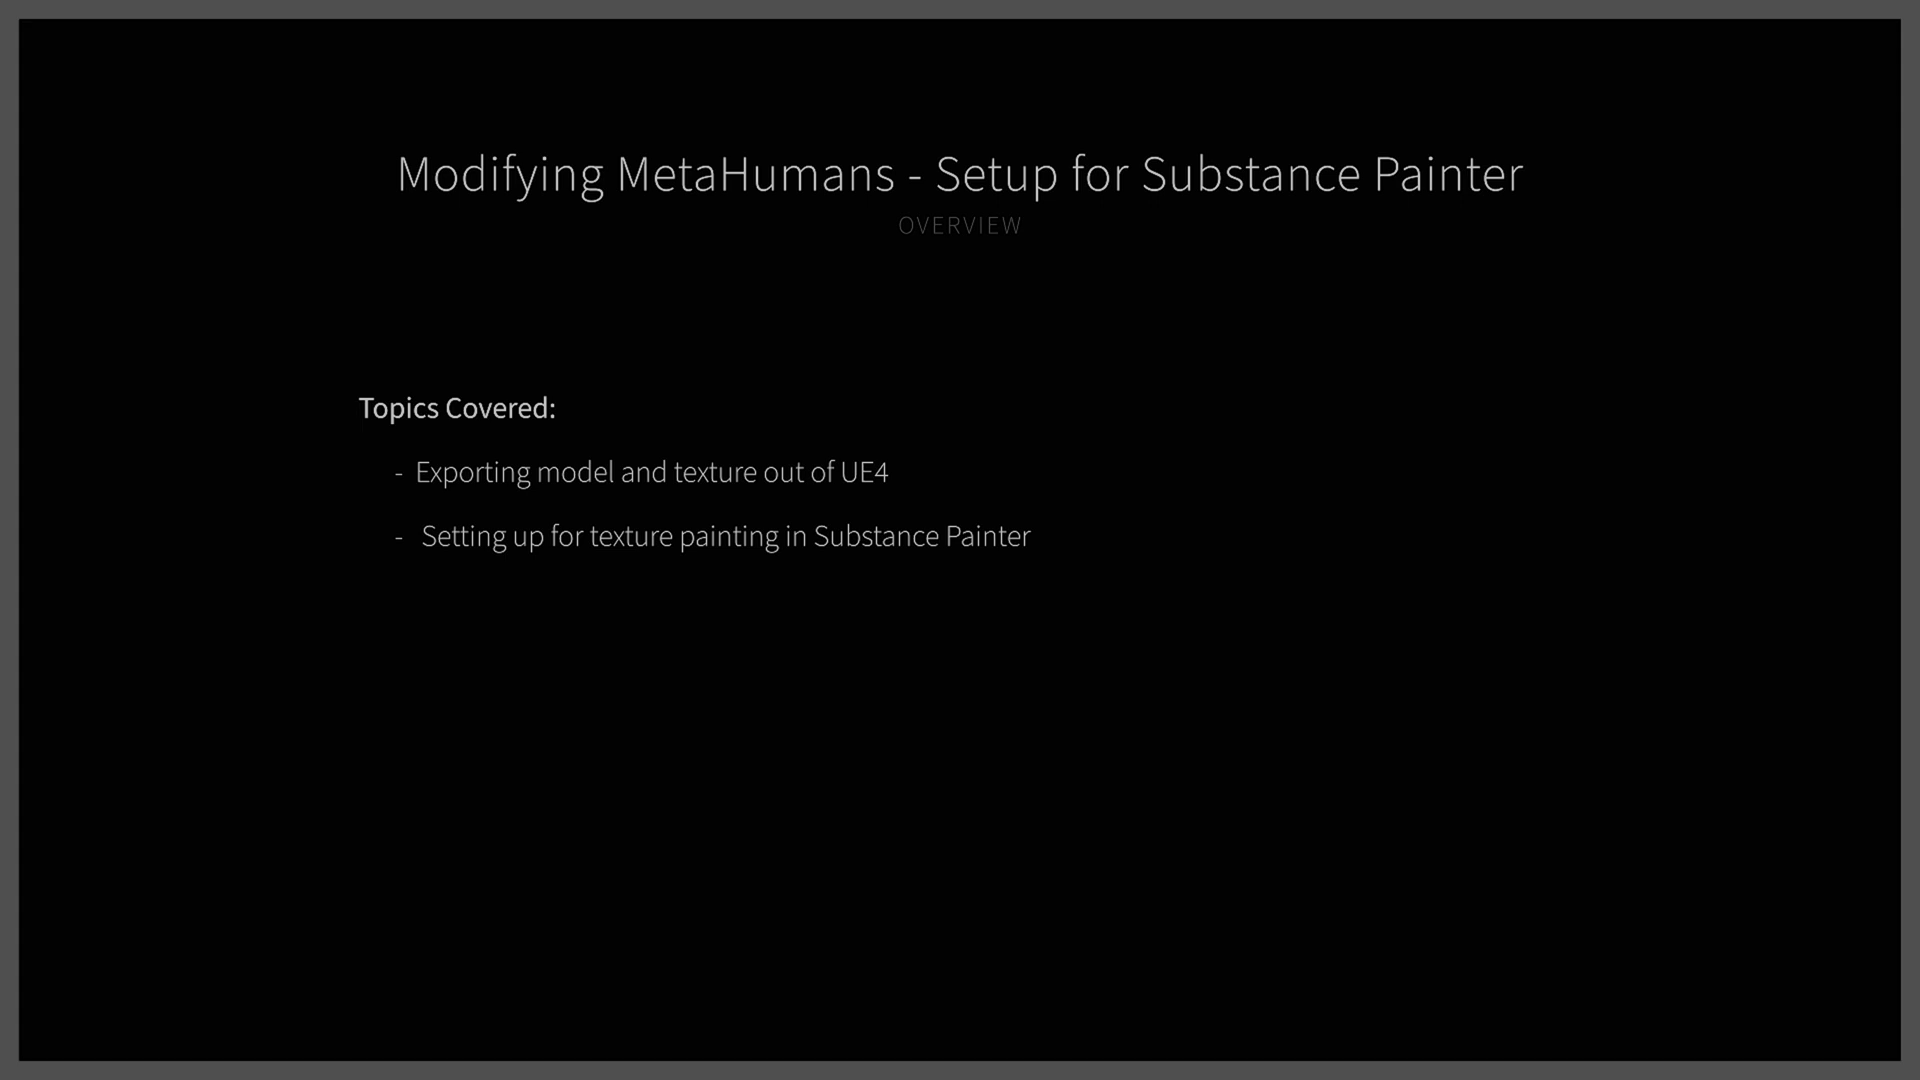 Modifying MetaHumans - Setup for Substance Painter
OVERVIEW
Topics Covered:
- Exporting model and texture out of UE4
- Setting up for texture painting in Substance Painter